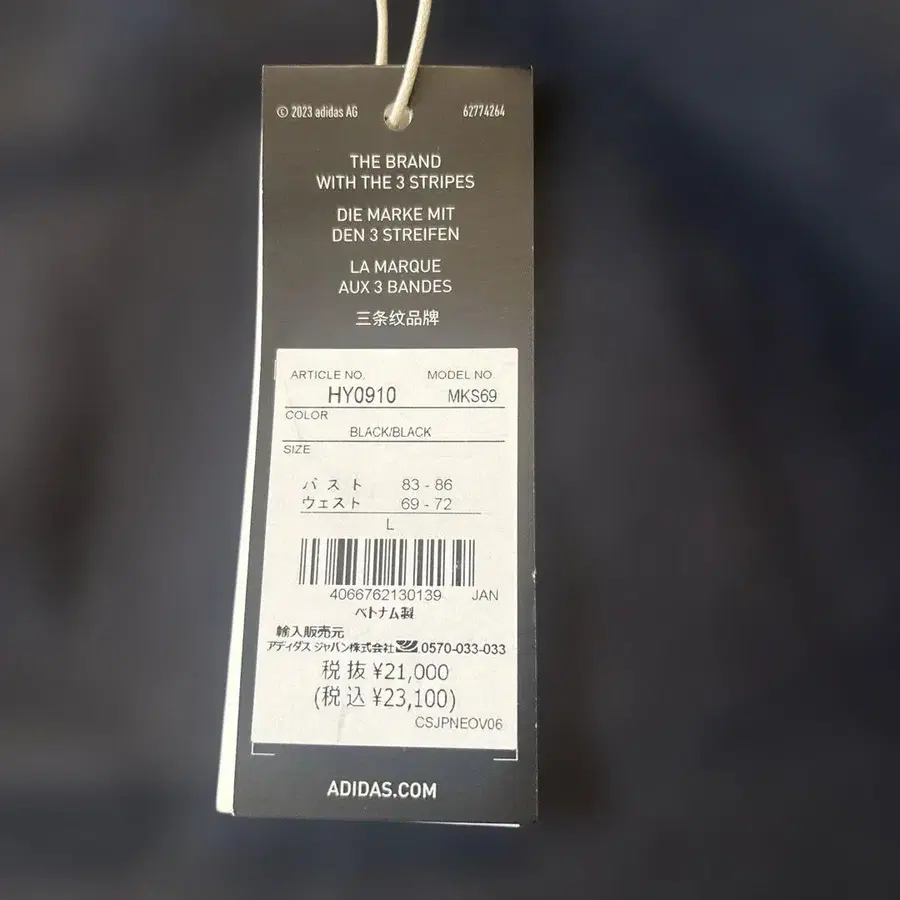 © 2023 adidas AG 62774264
THE BRAND
WITH THE 3 STRIPES
DIE MARKE MIT
DEN 3 STREIFEN
LA MARQUE
AUX 3 BANDES
三条纹品牌
ARTICLE NO. MODEL NO.
HY0910 MKS69
COLOR
BLACK/BLACK
SIZE
バスト 83 - 86
ウェスト 69 - 72
L
4066762130139 JAN
ベトナム製
輸入販売元
アディダス ジャパン株式会社 0570-033-033
税抜 ¥21,000
(税込 ¥23,100)
CSJPNEOV06
ADIDAS.COM